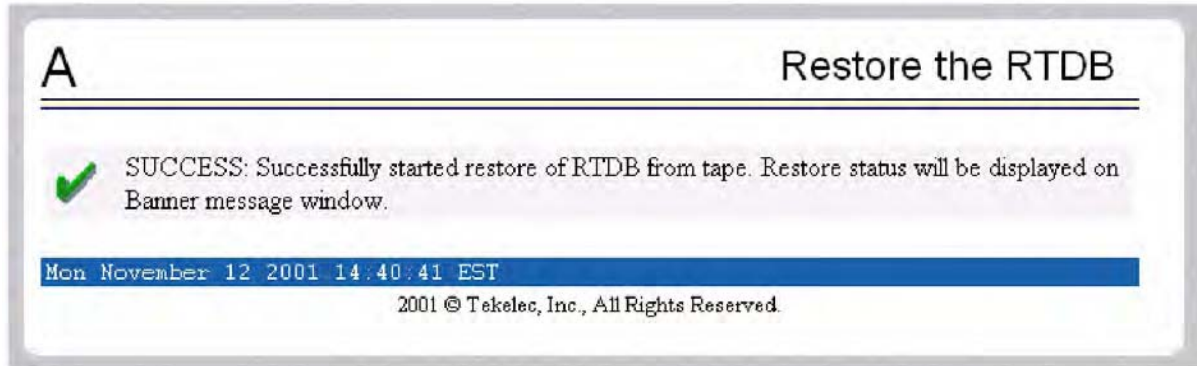 A
Restore the RTDB
SUCCESS: Successfully started restore of RTDB from tape. Restore status will be displayed on
Banner message window.
Mon November 12 2001 14:40:41 EST
2001 © Tekelec, Inc., All Rights Reserved.